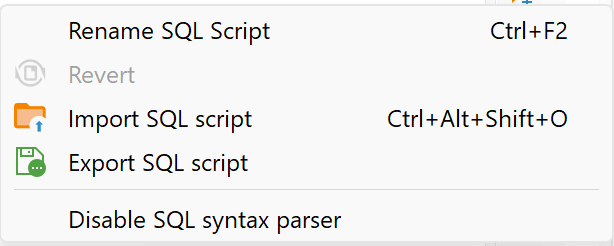 Rename SQL Script Ctrl+F2
Revert
Import SQL script Ctrl+Alt+Shift+O
Export SQL script
Disable SQL syntax parser